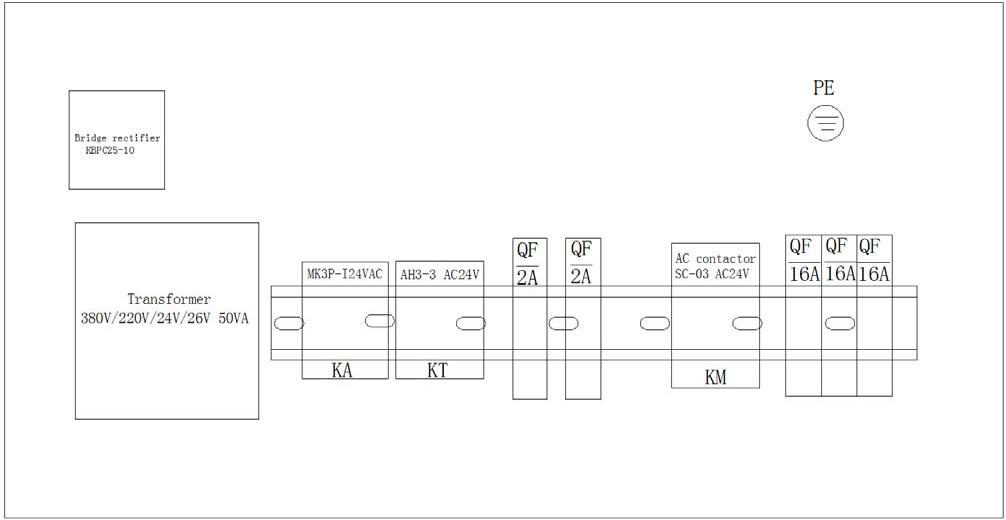 PE
Bridge rectifier
KBPC25-10
Transformer
380V/220V/24V/26V 50VA
MK3P-I24VAC
KA
AH3-3 AC24V
KT
QF
2A
QF
2A
AC contactor
SC-03 AC24V
KM
QF
16A
QF
16A
QF
16A